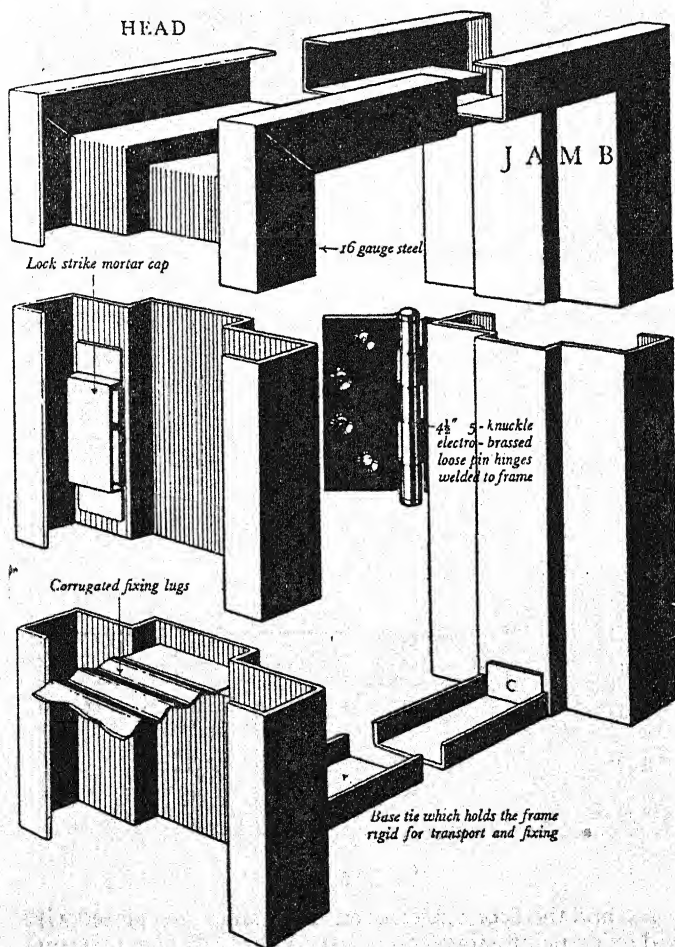 HEAD
JAMB
16 gauge steel
Lock strike mortar cap
4½" 5-knuckle
electro-brassed
loose pin hinges
welded to frame
Corrugated fixing lugs
C
Base tie which holds the frame
rigid for transport and fixing